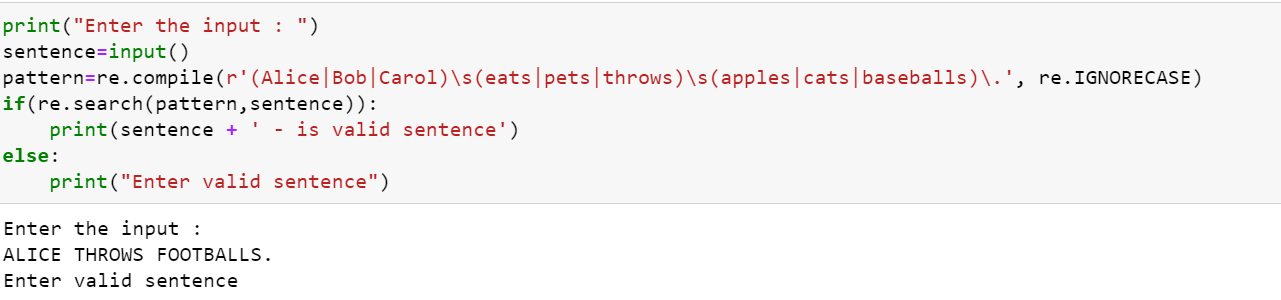 print("Enter the input : ")
sentence=input()
pattern=re.compile(r'(Alice|Bob|Carol)\s(eats|pets|throws)\s(apples|cats|baseballs)\.', re.IGNORECASE)
if(re.search(pattern,sentence)):
    print(sentence + ' - is valid sentence')
else:
    print("Enter valid sentence")
Enter the input :
ALICE THROWS FOOTBALLS.
Enter valid sentence